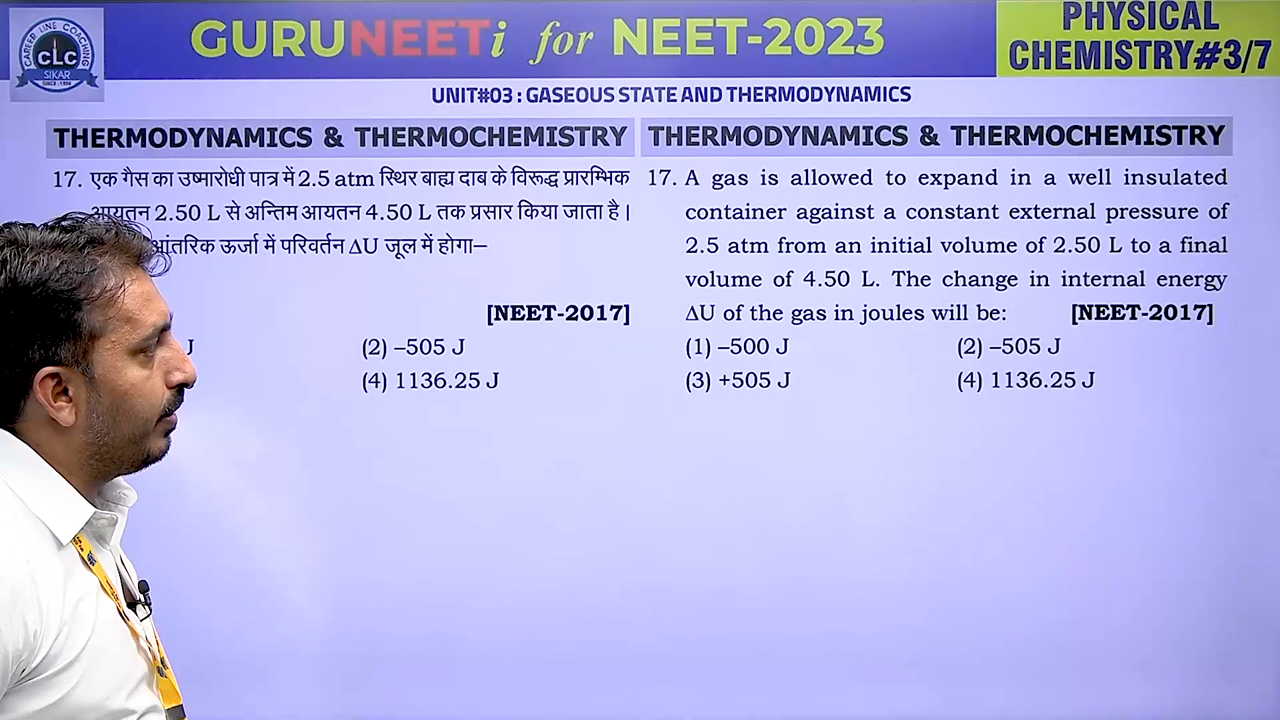 CAREER LINE COACHING
CLC
SIKAR
SINCE : 1996
GURUNEETi for NEET-2023
PHYSICAL
CHEMISTRY#3/7
UNIT#03 : GASEOUS STATE AND THERMODYNAMICS
THERMODYNAMICS & THERMOCHEMISTRY
17. एक गैस का उष्मारोधी पात्र में 2.5 atm स्थिर बाह्य दाब के विरूद्ध प्रारम्भिक
आयतन 2.50 L से अन्तिम आयतन 4.50 L तक प्रसार किया जाता है।
आंतरिक ऊर्जा में परिवर्तन ΔU जूल में होगा–
[NEET-2017]
J
(2) –505 J
(4) 1136.25 J
THERMODYNAMICS & THERMOCHEMISTRY
17. A gas is allowed to expand in a well insulated
container against a constant external pressure of
2.5 atm from an initial volume of 2.50 L to a final
volume of 4.50 L. The change in internal energy
ΔU of the gas in joules will be: [NEET-2017]
(1) –500 J (2) –505 J
(3) +505 J (4) 1136.25 J